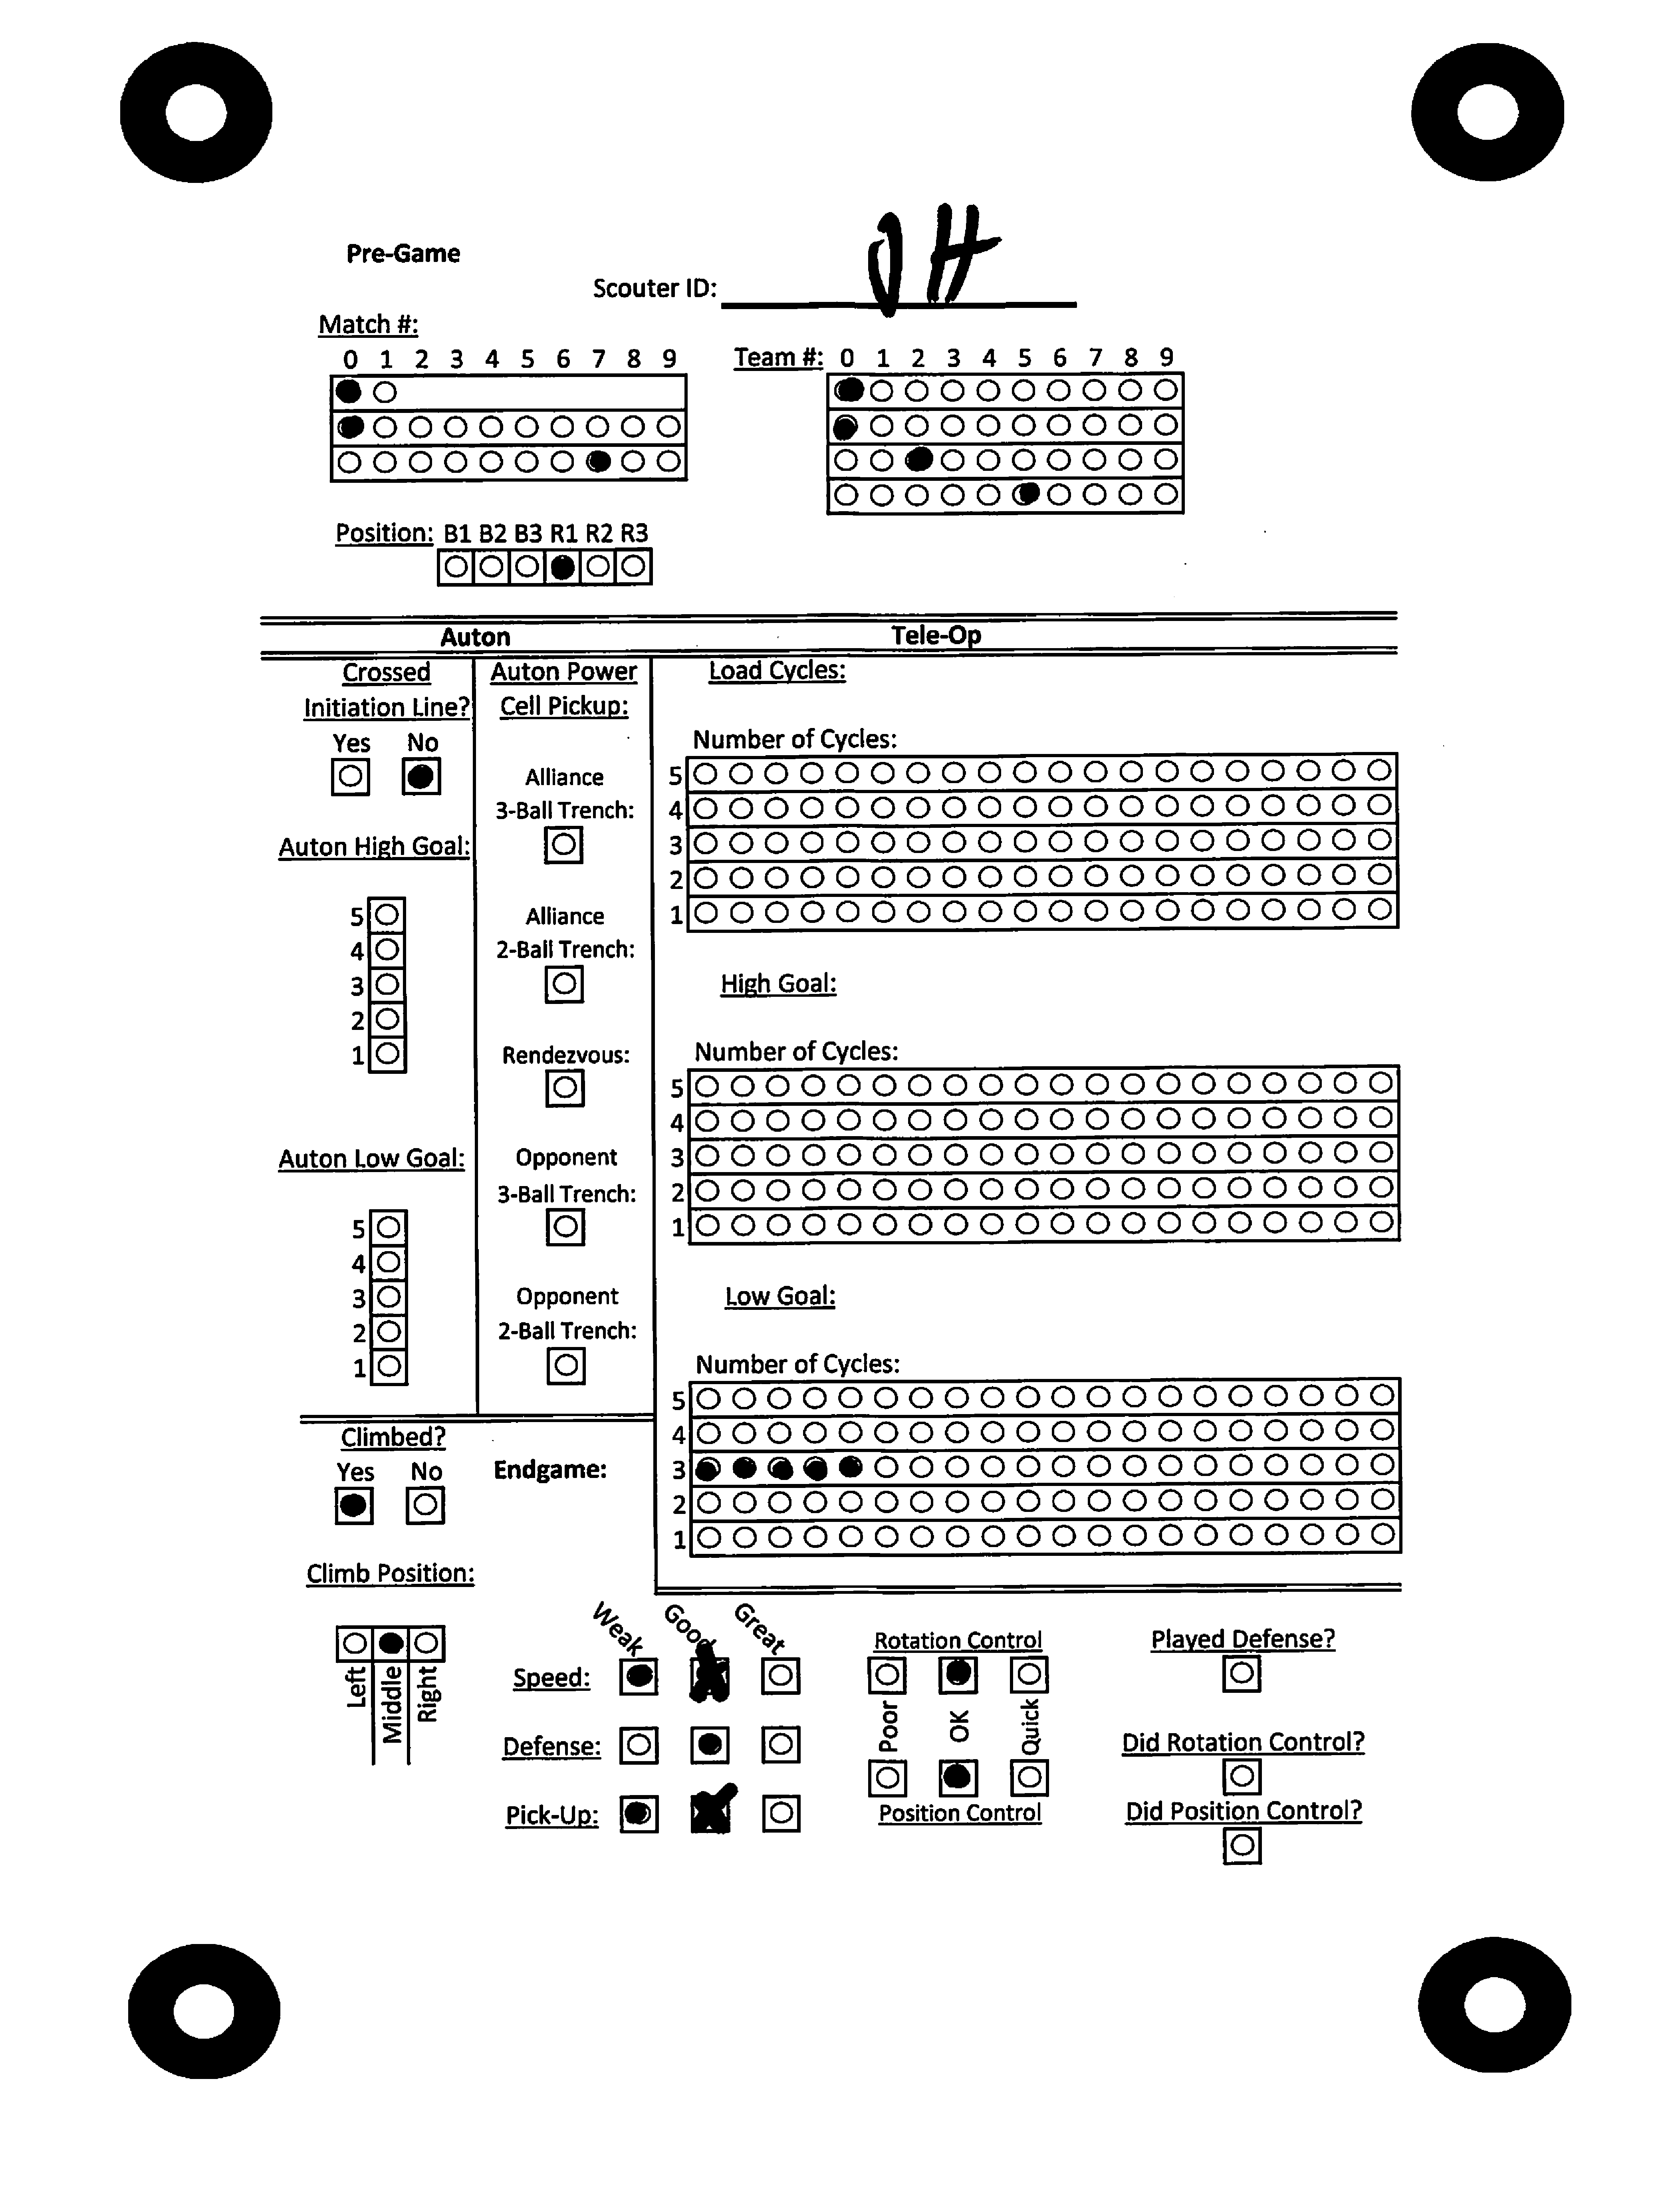 Pre-Game
Scouter ID: JH
Match #:
0 1 2 3 4 5 6 7 8 9
Team #: 0 1 2 3 4 5 6 7 8 9
Position: B1 B2 B3 R1 R2 R3
Auton
Tele-Op
Crossed
Initiation Line?
Yes No
Auton High Goal:
5
4
3
2
1
Auton Low Goal:
5
4
3
2
1
Auton Power
Cell Pickup:
Alliance
3-Ball Trench:
Alliance
2-Ball Trench:
Rendezvous:
Opponent
3-Ball Trench:
Opponent
2-Ball Trench:
Load Cycles:
Number of Cycles:
5
4
3
2
1
High Goal:
Number of Cycles:
5
4
3
2
1
Low Goal:
Number of Cycles:
5
4
3
2
1
Climbed?
Yes No
Endgame:
Climb Position:
Left Middle Right
Weak Good Great
Speed:
Defense:
Pick-Up:
Rotation Control
Poor OK Quick
Position Control
Played Defense?
Did Rotation Control?
Did Position Control?